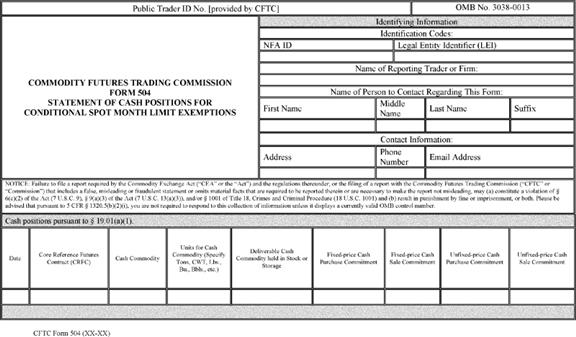 Public Trader ID No. [provided by CFTC]
OMB No. 3038-0013
Identifying Information
Identification Codes:
NFA ID
Legal Entity Identifier (LEI)
Name of Reporting Trader or Firm:
COMMODITY FUTURES TRADING COMMISSION
FORM 504
STATEMENT OF CASH POSITIONS FOR
CONDITIONAL SPOT MONTH LIMIT EXEMPTIONS
Name of Person to Contact Regarding This Form:
First Name
Middle
Name
Last Name
Suffix
Contact Information:
Address
Phone
Number
Email Address
NOTICE: Failure to file a report required by the Commodity Exchange Act ("CEA" or the "Act") and the regulations thereunder, or the filing of a report with the Commodity Futures Trading Commission ("CFTC" or
"Commission") that includes a false, misleading or fraudulent statement or omits material facts that are required to be reported therein or are necessary to make the report not misleading, may (a) constitute a violation of §
6(c)(2) of the Act (7 U.S.C. 9), § 9(a)(3) of the Act (7 U.S.C. 13(a)(3)), and/or § 1001 of Title 18, Crimes and Criminal Procedure (18 U.S.C. 1001) and (b) result in punishment by fine or imprisonment, or both. Please be
advised that pursuant to 5 CFR § 1320.5(b)(2)(i), you are not required to respond to this collection of information unless it displays a currently valid OMB control number.
Cash positions pursuant to § 19.01(a)(1).
Date
Core Reference Futures
Contract (CRFC)
Cash Commodity
Units for Cash
Commodity (Specify
Tons, CWT, Lbs.,
Bu., Bbls., etc.)
Deliverable Cash
Commodity held in Stock or
Storage
Fixed-price Cash
Purchase Commitment
Fixed-price Cash
Sale Commitment
Unfixed-price Cash
Purchase Commitment
Unfixed-price Cash
Sale Commitment
CFTC Form 504 (XX-XX)